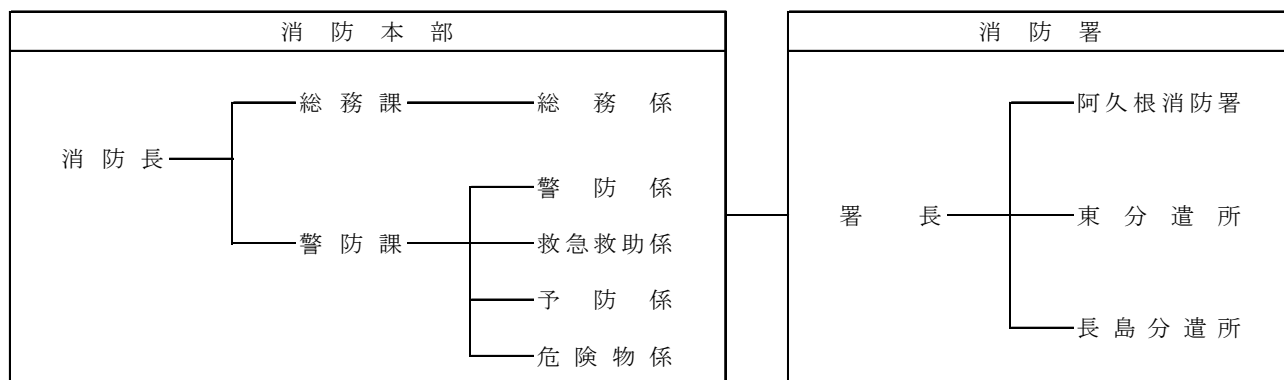 消防本部
消防長
総務課 総務係
警防課 警防係
救急救助係
予防係
危険物係
消防署
署長
阿久根消防署
東分遣所
長島分遣所